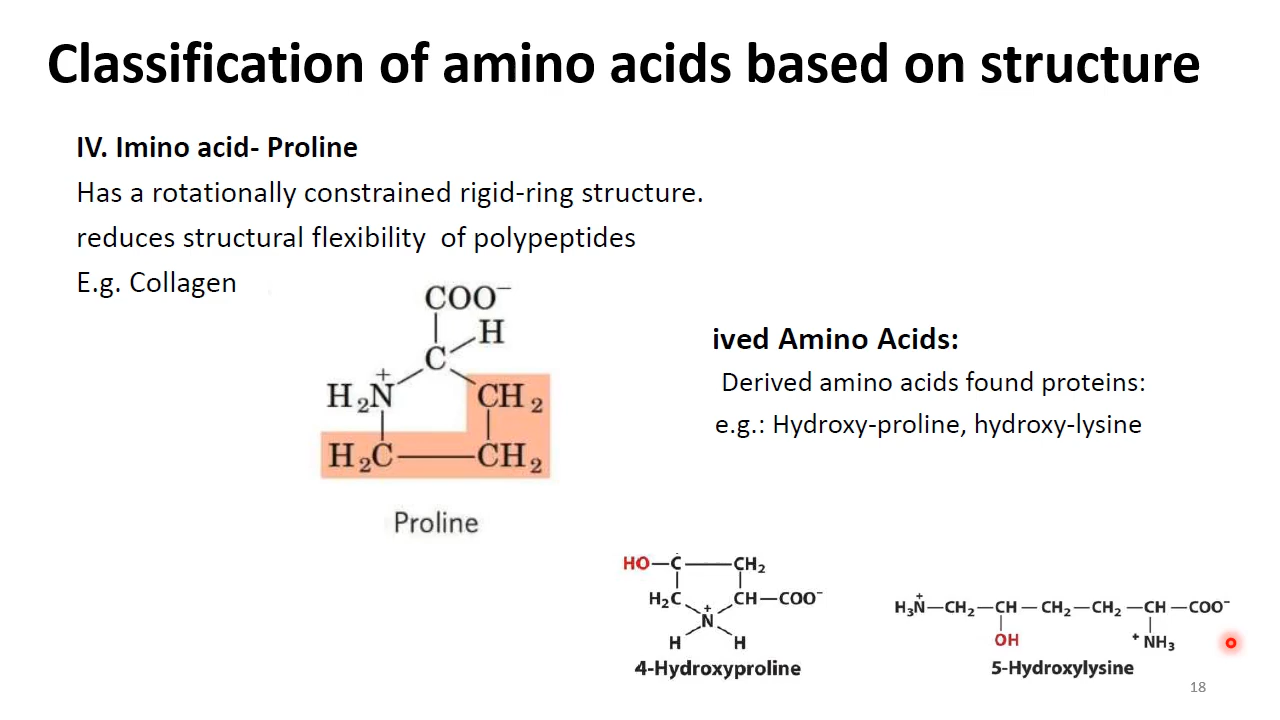 Classification of amino acids based on structure
IV. Imino acid- Proline
Has a rotationally constrained rigid-ring structure.
reduces structural flexibility  of polypeptides
E.g. Collagen
COO⁻
H
C
+
H₂N
CH₂
H₂C
CH₂
Proline
ived Amino Acids:
Derived amino acids found proteins:
e.g.: Hydroxy-proline, hydroxy-lysine
HO—C—CH₂
H₂C
CH—COO⁻
+
N
H
H
4-Hydroxyproline
H₃N⁺—CH₂—CH—CH₂—CH₂—CH—COO⁻
OH
⁺NH₃
5-Hydroxylysine
18